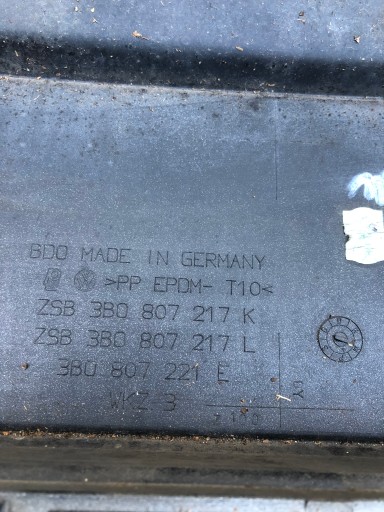 BDO MADE IN GERMANY
>PP EPDM- T10<
ZSB 3B0 807 217 K
ZSB 3B0 807 217 L
3B0 807 221 E
WKZ 3